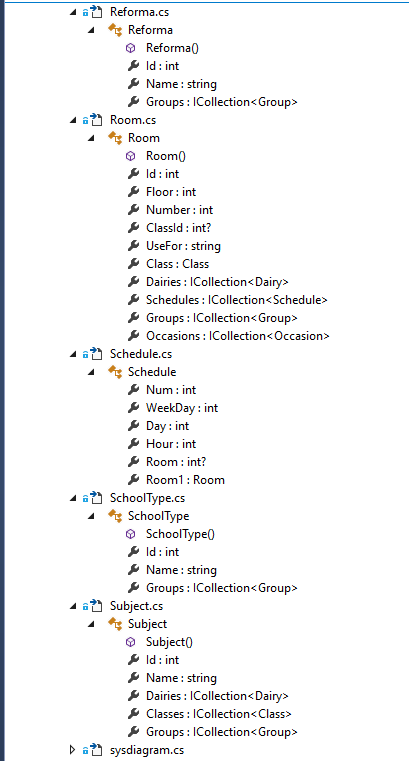 Reforma.cs
Reforma
Reforma()
Id : int
Name : string
Groups : ICollection<Group>
Room.cs
Room
Room()
Id : int
Floor : int
Number : int
ClassId : int?
UseFor : string
Class : Class
Dairies : ICollection<Dairy>
Schedules : ICollection<Schedule>
Groups : ICollection<Group>
Occasions : ICollection<Occasion>
Schedule.cs
Schedule
Num : int
WeekDay : int
Day : int
Hour : int
Room : int?
Room1 : Room
SchoolType.cs
SchoolType
SchoolType()
Id : int
Name : string
Groups : ICollection<Group>
Subject.cs
Subject
Subject()
Id : int
Name : string
Dairies : ICollection<Dairy>
Classes : ICollection<Class>
Groups : ICollection<Group>
sysdiagram.cs